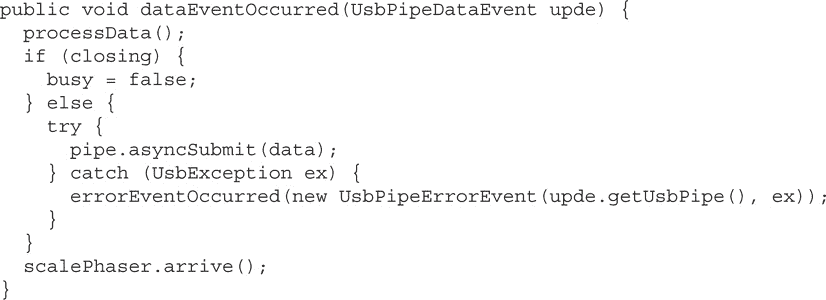 public void dataEventOccurred(UsbPipeDataEvent upde) {
  processData();
  if (closing) {
    busy = false;
  } else {
    try {
      pipe.asyncSubmit(data);
    } catch (UsbException ex) {
      errorEventOccurred(new UsbPipeErrorEvent(upde.getUsbPipe(), ex));
    }
  }
  scalePhaser.arrive();
}